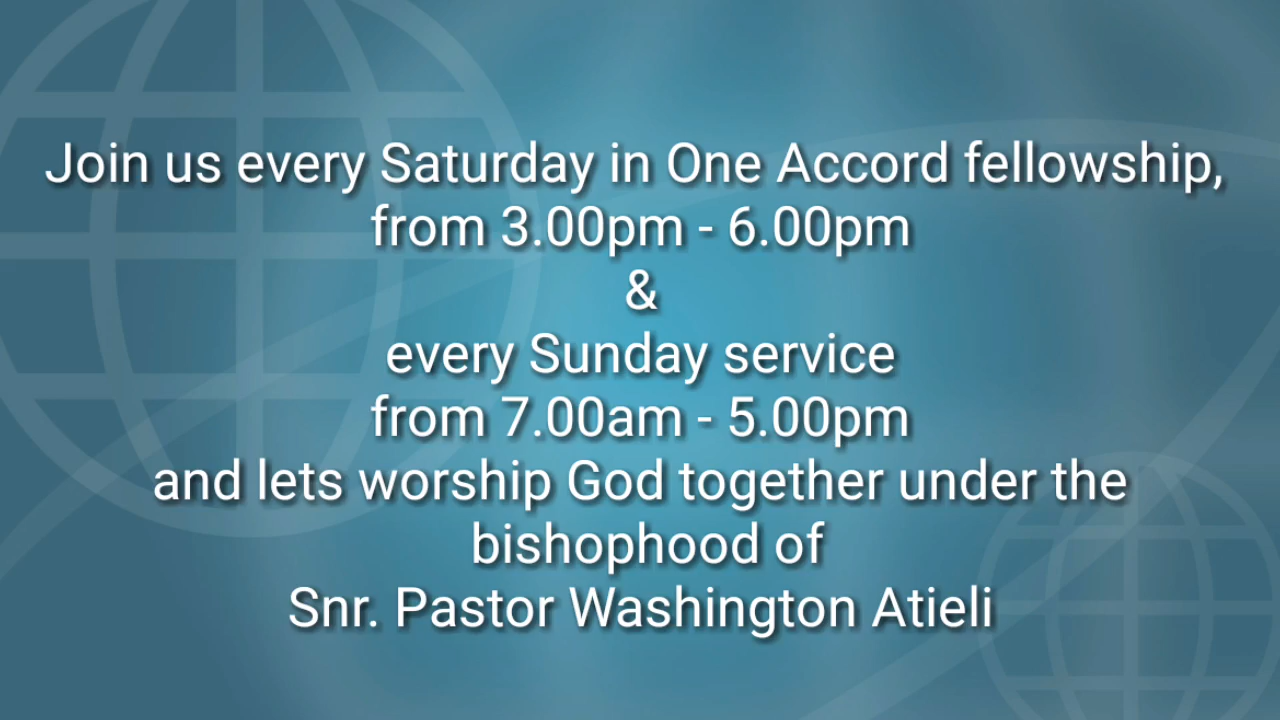 Join us every Saturday in One Accord fellowship,
from 3.00pm - 6.00pm
&
every Sunday service
from 7.00am - 5.00pm
and lets worship God together under the
bishophood of
Snr. Pastor Washington Atieli